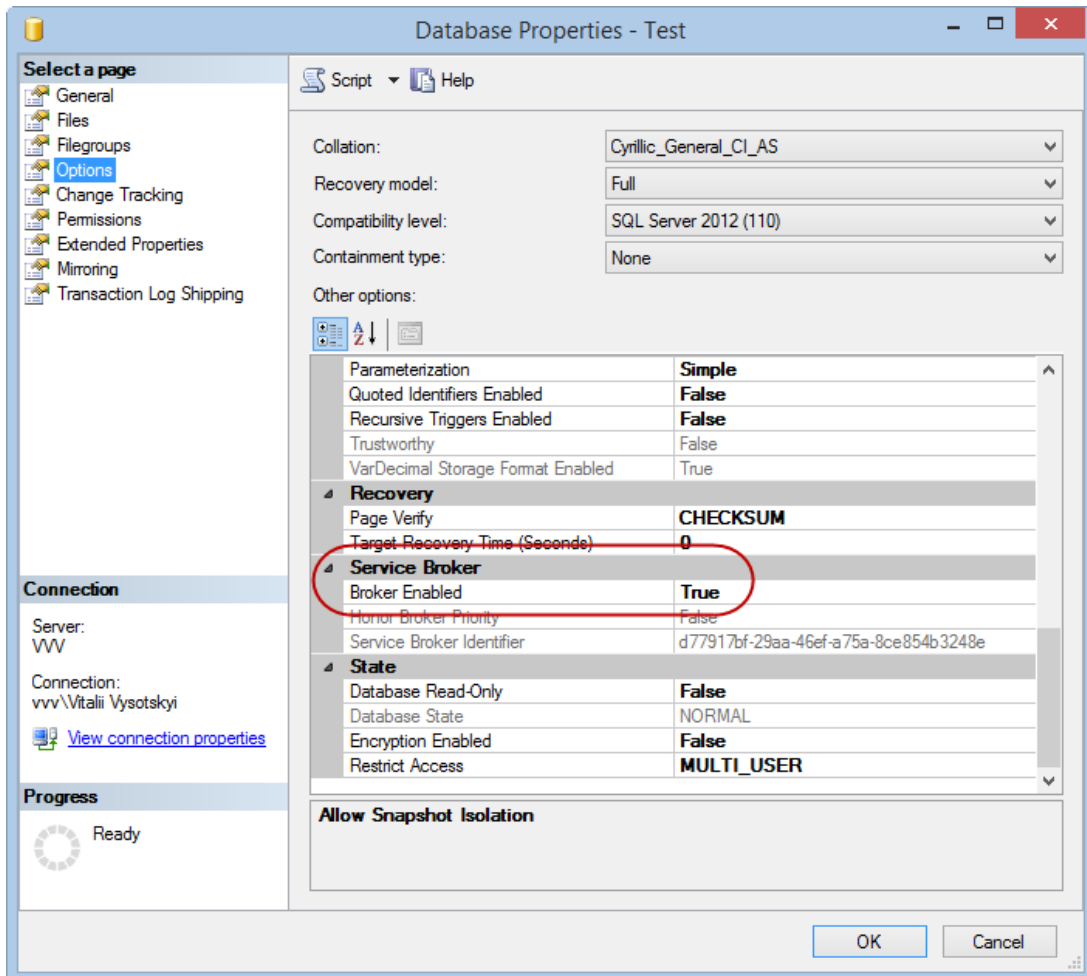 Database Properties - Test
Select a page
General
Files
Filegroups
Options
Change Tracking
Permissions
Extended Properties
Mirroring
Transaction Log Shipping
Connection
Server:
VVV
Connection:
vvv\Vitalii Vysotskyi
View connection properties
Progress
Ready
Script Help
Collation: Cyrillic_General_CI_AS
Recovery model: Full
Compatibility level: SQL Server 2012 (110)
Containment type: None
Other options:
Parameterization Simple
Quoted Identifiers Enabled False
Recursive Triggers Enabled False
Trustworthy False
VarDecimal Storage Format Enabled True
Recovery
Page Verify CHECKSUM
Target Recovery Time (Seconds) 0
Service Broker
Broker Enabled True
Honor Broker Priority False
Service Broker Identifier d77917bf-29aa-46ef-a75a-8ce854b3248e
State
Database Read-Only False
Database State NORMAL
Encryption Enabled False
Restrict Access MULTI_USER
Allow Snapshot Isolation
OK Cancel